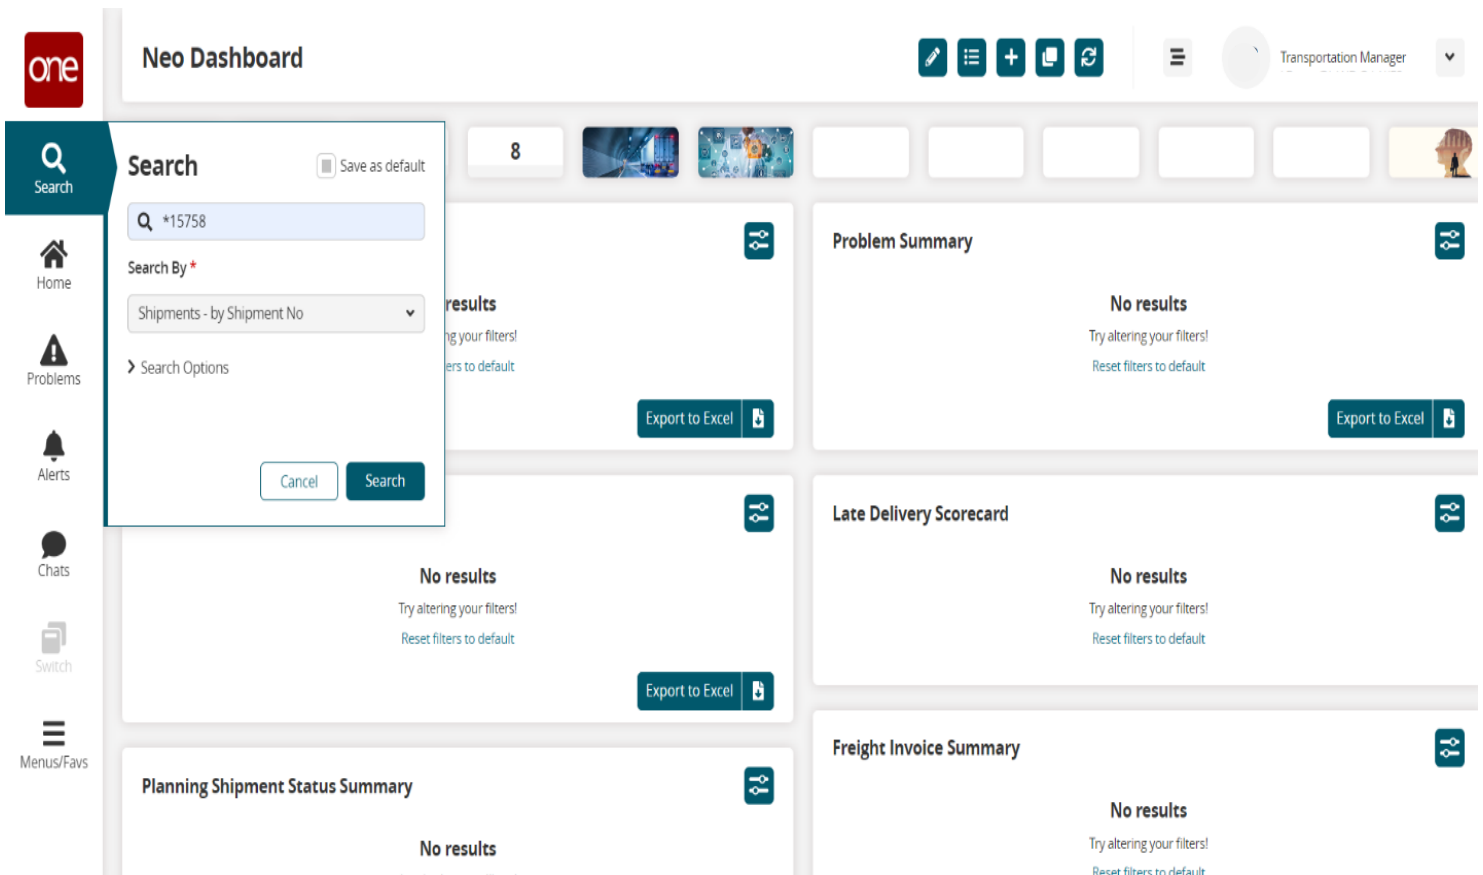 one
Neo Dashboard
Transportation Manager
Search
Search
Save as default
*15758
Search By *
Shipments - by Shipment No
Search Options
Cancel
Search
Home
Problems
Alerts
Chats
Switch
Menus/Favs
8
results
your filters!
to default
Export to Excel
Problem Summary
No results
Try altering your filters!
Reset filters to default
Export to Excel
No results
Try altering your filters!
Reset filters to default
Export to Excel
Late Delivery Scorecard
No results
Try altering your filters!
Reset filters to default
Planning Shipment Status Summary
No results
Freight Invoice Summary
No results
Try altering your filters!
Reset filters to default